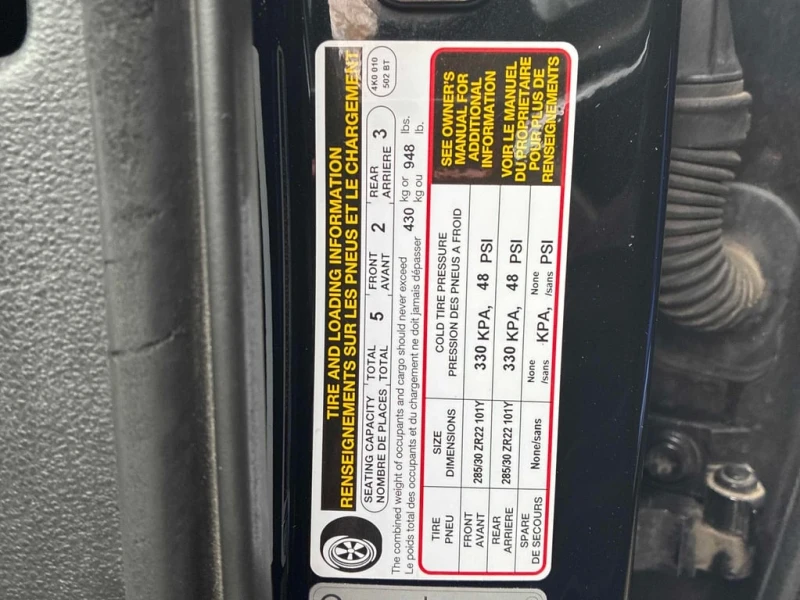 TIRE AND LOADING INFORMATION
RENSEIGNEMENTS SUR LES PNEUS ET LE CHARGEMENT
4K0 010
502 BT
SEATING CAPACITY
NOMBRE DE PLACES
TOTAL
TOTAL
5
FRONT
AVANT
2
REAR
ARRIERE
3
The combined weight of occupants and cargo should never exceed
Le poids total des occupants et du chargement ne doit jamais dépasser
430 kg or
kg ou
948 lbs.
lb.
TIRE
PNEU
SIZE
DIMENSIONS
COLD TIRE PRESSURE
PRESSION DES PNEUS A FROID
SEE OWNER'S
MANUAL FOR
ADDITIONAL
INFORMATION
VOIR LE MANUEL
DU PROPRIETAIRE
POUR PLUS DE
RENSEIGNEMENTS
FRONT
AVANT
285/30 ZR22 101Y
330 KPA, 48 PSI
REAR
ARRIERE
285/30 ZR22 101Y
330 KPA, 48 PSI
SPARE
DE SECOURS
None/sans
None
/sans
KPA,
None
/sans
PSI